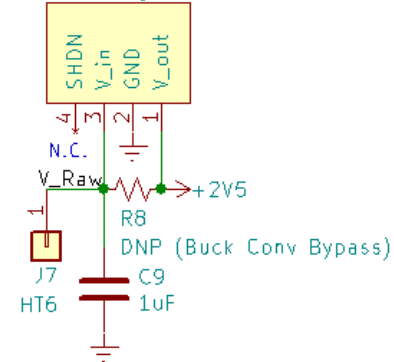 SHDN
V_in
GND
V_out
4
3
2
1
N.C.
V_Raw
+2V5
1
R8
DNP (Buck Conv Bypass)
J7
C9
HT6
1uF